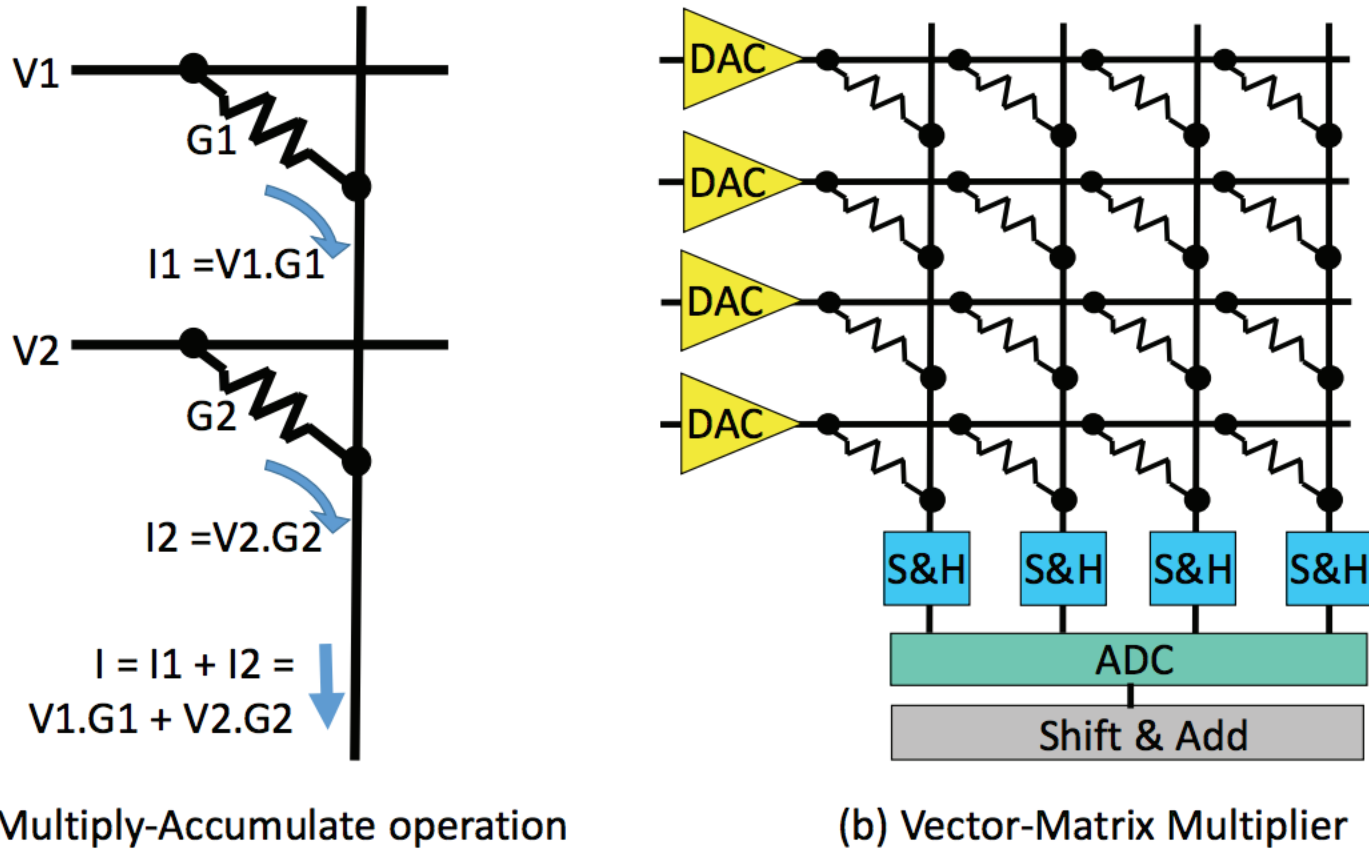 V1
G1
I1 =V1.G1
V2
G2
I2 =V2.G2
I = I1 + I2 =
V1.G1 + V2.G2
Multiply-Accumulate operation
DAC
DAC
DAC
DAC
S&H S&H S&H S&H
ADC
Shift & Add
(b) Vector-Matrix Multiplier